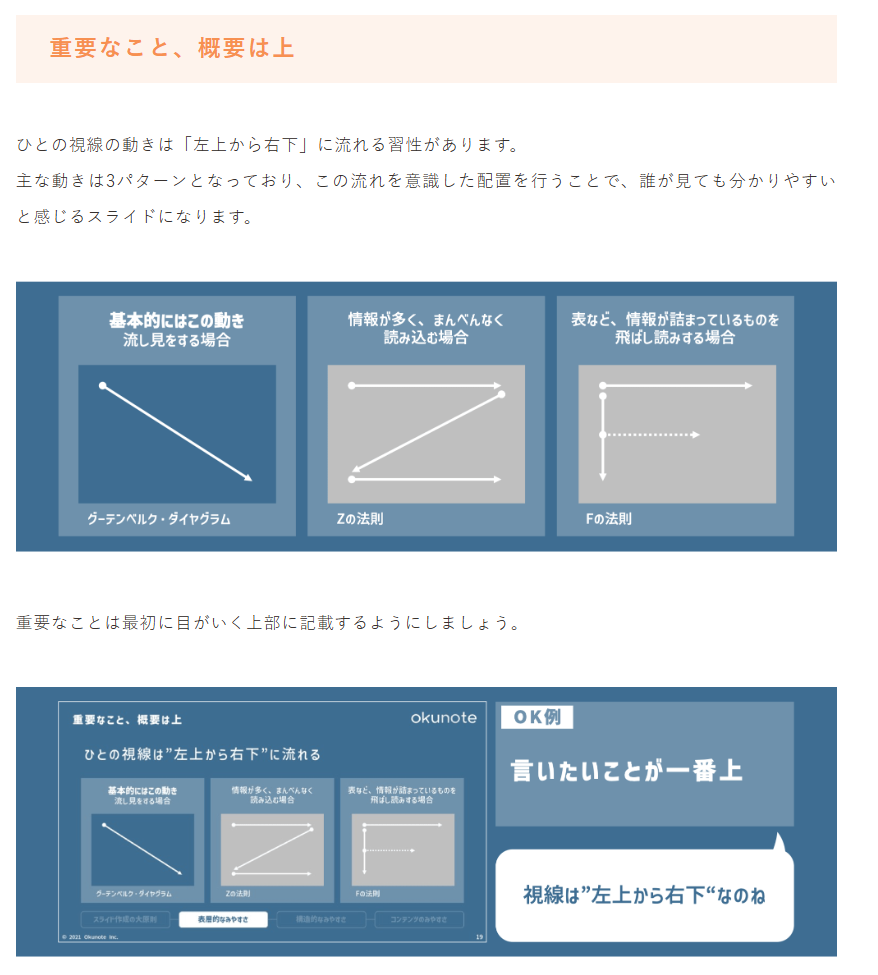 重要なこと、概要は上
ひとの視線の動きは「左上から右下」に流れる習性があります。
主な動きは3パターンとなっており、この流れを意識した配置を行うことで、誰が見ても分かりやすい
と感じるスライドになります。
基本的にはこの動き
流し見をする場合
グーテンベルク・ダイヤグラム
情報が多く、まんべんなく
読み込む場合
Zの法則
表など、情報が詰まっているものを
飛ばし読みする場合
Fの法則
重要なことは最初に目がいく上部に記載するようにしましょう。
重要なこと、概要は上
okunote
ひとの視線は”左上から右下”に流れる
基本的にはこの動き
流し見をする場合
グーテンベルク・ダイヤグラム
情報が多く、まんべんなく
読み込む場合
Zの法則
表など、情報が詰まっているものを
飛ばし読みする場合
Fの法則
スライド作成の大原則
表層的なみやすさ
構造的なみやすさ
コンテンツのみやすさ
© 2021 Okunote Inc.
19
OK例
言いたいことが一番上
視線は”左上から右下“なのね